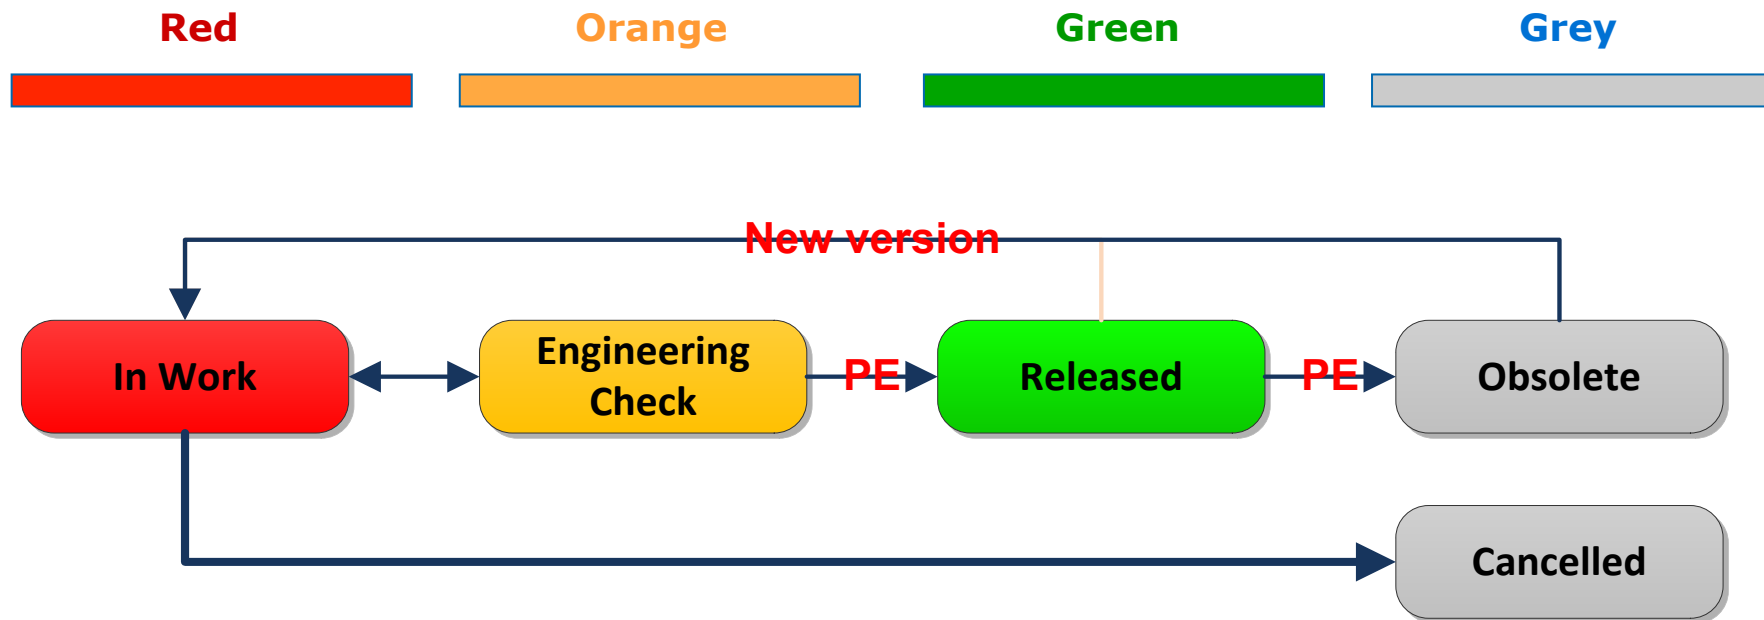 Red
Orange
Green
Grey
New version
In Work
Engineering
Check
PE
Released
PE
Obsolete
Cancelled